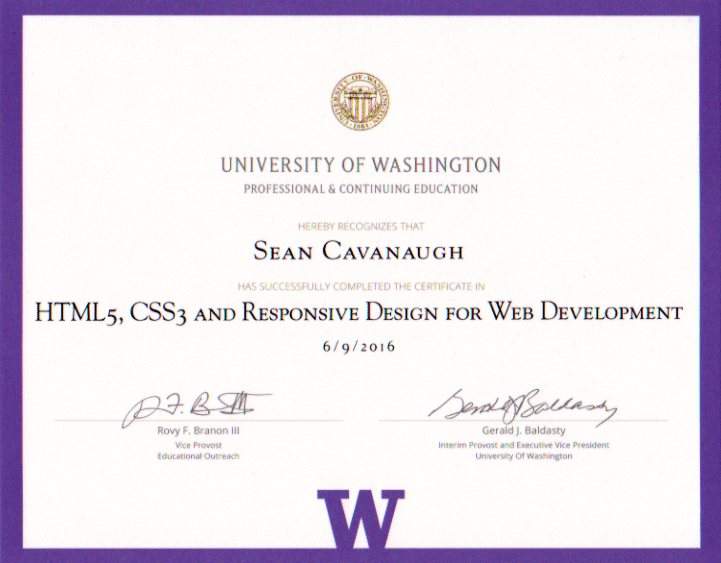 UNIVERSITY OF WASHINGTON
1861
UNIVERSITY OF WASHINGTON
PROFESSIONAL & CONTINUING EDUCATION
HEREBY RECOGNIZES THAT
SEAN CAVANAUGH
HAS SUCCESSFULLY COMPLETED THE CERTIFICATE IN
HTML5, CSS3 AND RESPONSIVE DESIGN FOR WEB DEVELOPMENT
6/9/2016
Rovy F. Branon III
Vice Provost
Educational Outreach
Gerald J. Baldasty
Interim Provost and Executive Vice President
University Of Washington
W